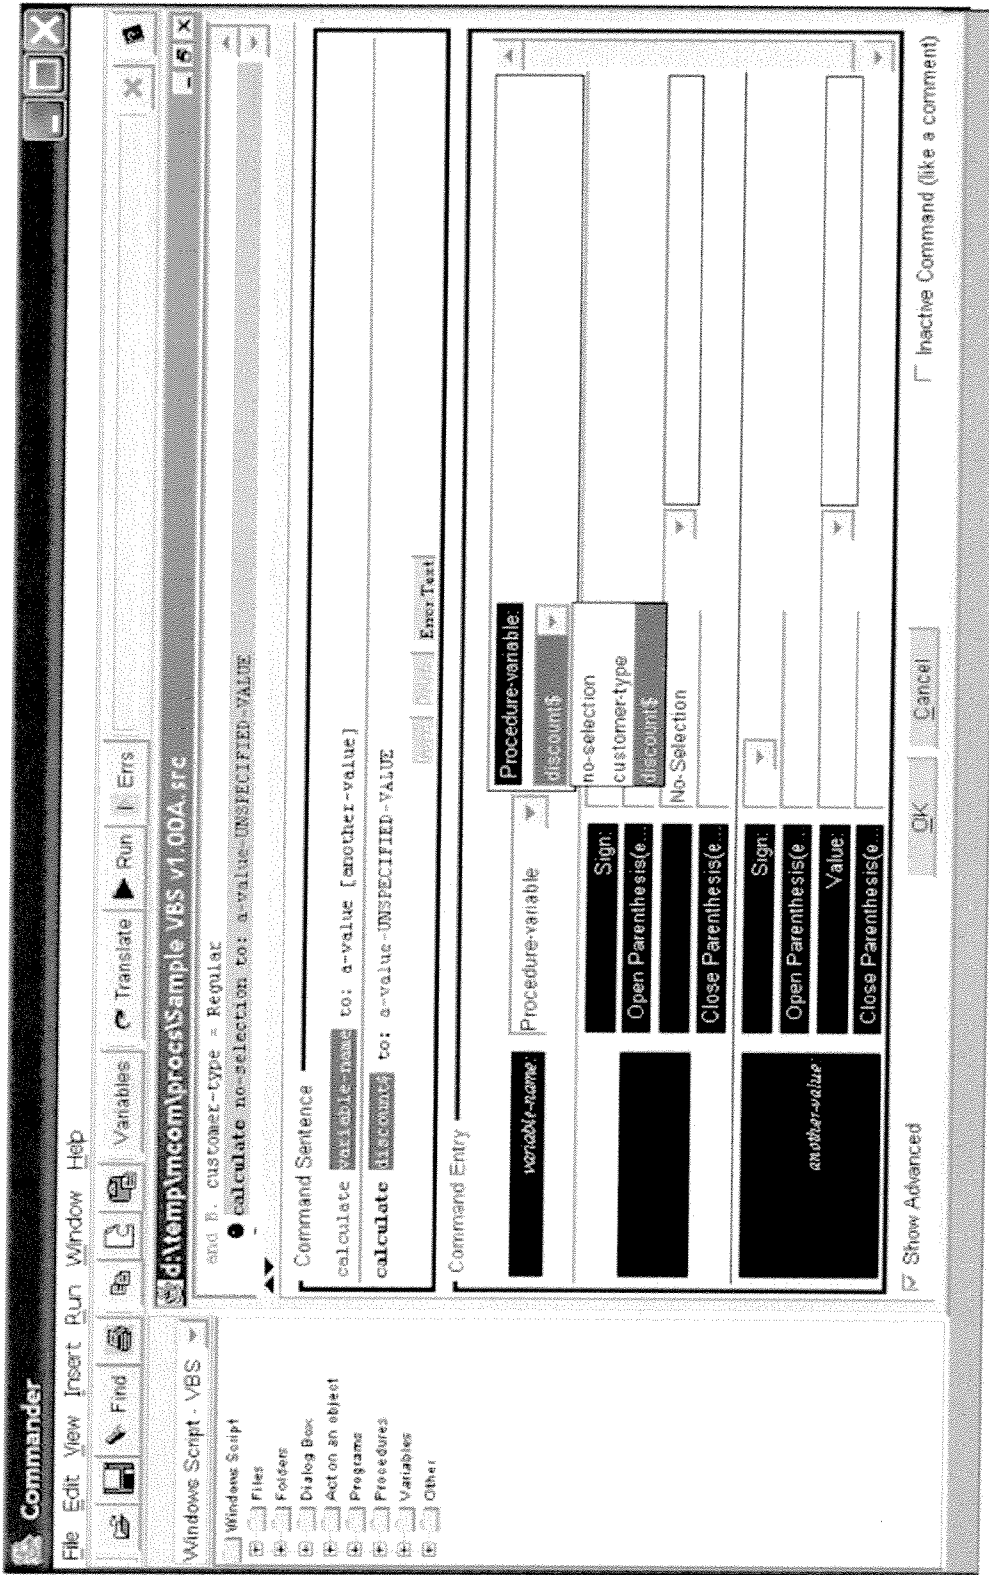 Commander
File Edit View Insert Run Window Help
Find
Variables
Translate
Run
Errs
Windows Script - VBS
Windows Script
Files
Folders
Dialog Box
Act on an object
Programs
Procedures
Variables
Other
d:\temp\mcom\procs\Sample VBS v1.00A.src
and B. customer-type = Regular
calculate no-selection to: a-value-UNSPECIFIED VALUE
Command Sentence
calculate variable-name to: a-value [another-value]
calculate discount$ to: a-value-UNSPECIFIED-VALUE
Error Text
Command Entry
variable-name:
Procedure-variable
Procedure-variable:
discount$
no-selection
customer-type
discount$
Sign:
Open Parenthesis(e...
No-Selection
Close Parenthesis(e...
another-value:
Sign:
Open Parenthesis(e...
Value:
Close Parenthesis(e...
Show Advanced
OK
Cancel
Inactive Command (like a comment)